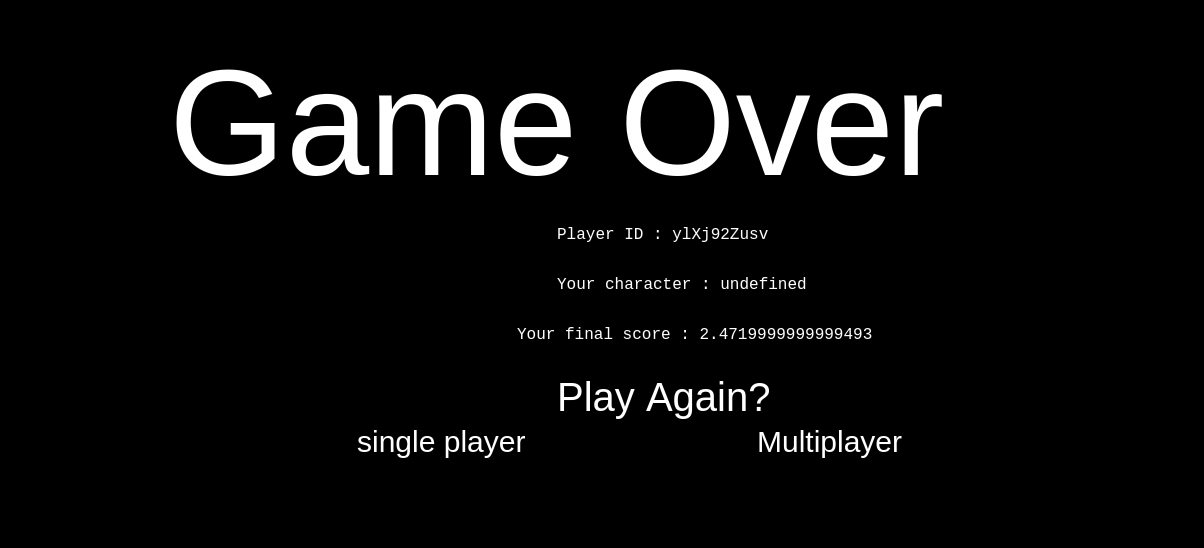 Game Over
Player ID : ylXj92Zusv
Your character : undefined
Your final score : 2.4719999999999493
Play Again?
single player Multiplayer